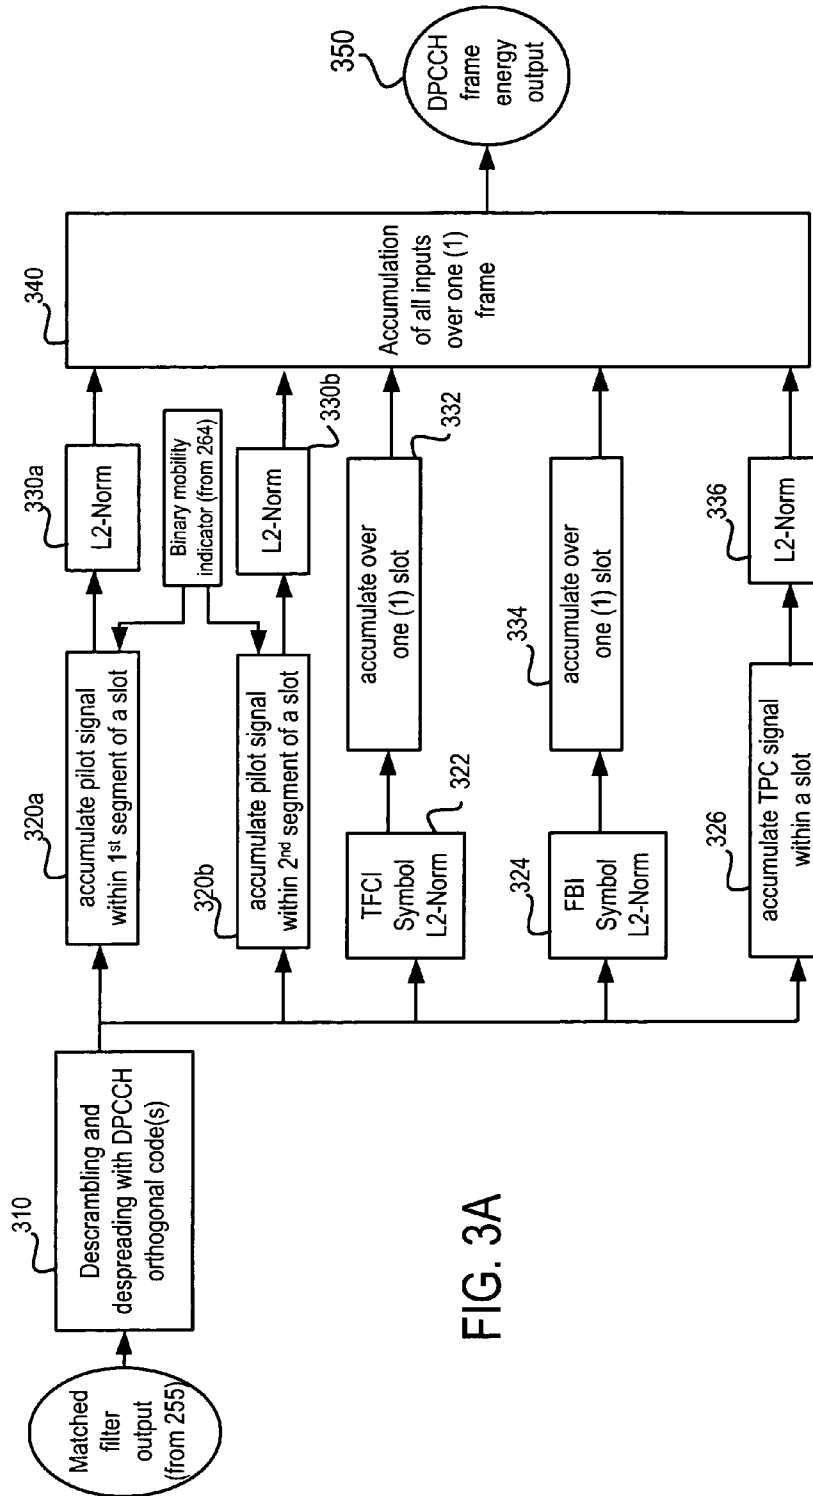 Matched
filter
output
(from 255)
310
Descrambling and
despreading with DPCCH
orthogonal code(s)
320a
accumulate pilot signal
within 1st segment of a slot
330a
L2-Norm
Binary mobility
indicator (from 264)
320b
accumulate pilot signal
within 2nd segment of a slot
330b
L2-Norm
322
TFCI
Symbol
L2-Norm
332
accumulate over
one (1) slot
324
FBI
Symbol
L2-Norm
334
accumulate over
one (1) slot
326
accumulate TPC signal
within a slot
336
L2-Norm
340
Accumulation
of all inputs
over one (1)
frame
350
DPCCH
frame
energy
output
FIG. 3A